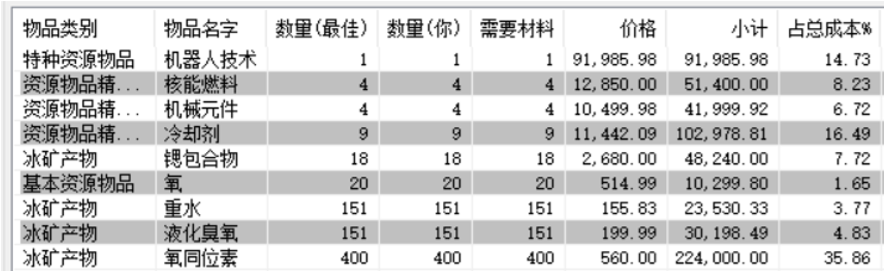 物品类别 物品名字 数量(最佳) 数量(你) 需要材料 价格 小计 占总成本%
特种资源物品 机器人技术 1 1 1 91,985.98 91,985.98 14.73
资源物品精... 核能燃料 4 4 4 12,850.00 51,400.00 8.23
资源物品精... 机械元件 4 4 4 10,499.98 41,999.92 6.72
资源物品精... 冷却剂 9 9 9 11,442.09 102,978.81 16.49
冰矿产物 锶包合物 18 18 18 2,680.00 48,240.00 7.72
基本资源物品 氧 20 20 20 514.99 10,299.80 1.65
冰矿产物 重水 151 151 151 155.83 23,530.33 3.77
冰矿产物 液化臭氧 151 151 151 199.99 30,198.49 4.83
冰矿产物 氧同位素 400 400 400 560.00 224,000.00 35.86